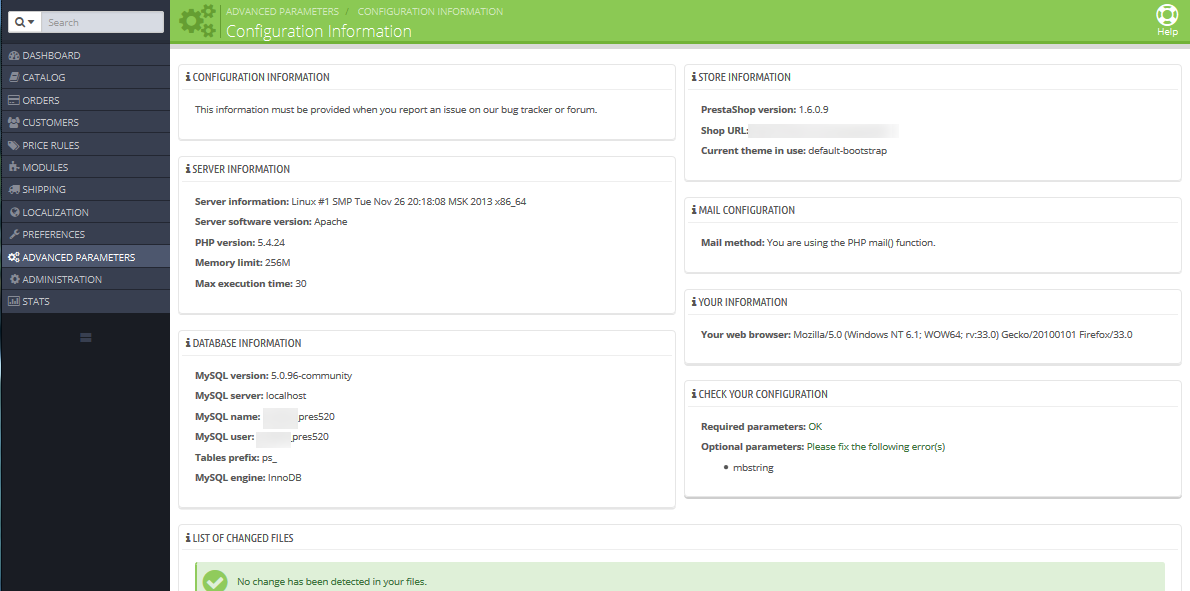 Search
DASHBOARD
CATALOG
ORDERS
CUSTOMERS
PRICE RULES
MODULES
SHIPPING
LOCALIZATION
PREFERENCES
ADVANCED PARAMETERS
ADMINISTRATION
STATS
ADVANCED PARAMETERS / CONFIGURATION INFORMATION
Configuration Information
Help
CONFIGURATION INFORMATION
This information must be provided when you report an issue on our bug tracker or forum.
SERVER INFORMATION
Server information: Linux #1 SMP Tue Nov 26 20:18:08 MSK 2013 x86_64
Server software version: Apache
PHP version: 5.4.24
Memory limit: 256M
Max execution time: 30
DATABASE INFORMATION
MySQL version: 5.0.96-community
MySQL server: localhost
MySQL name: pres520
MySQL user: _pres520
Tables prefix: ps_
MySQL engine: InnoDB
STORE INFORMATION
PrestaShop version: 1.6.0.9
Shop URL:
Current theme in use: default-bootstrap
MAIL CONFIGURATION
Mail method: You are using the PHP mail() function.
YOUR INFORMATION
Your web browser: Mozilla/5.0 (Windows NT 6.1; WOW64; rv:33.0) Gecko/20100101 Firefox/33.0
CHECK YOUR CONFIGURATION
Required parameters: OK
Optional parameters: Please fix the following error(s)
• mbstring
LIST OF CHANGED FILES
No change has been detected in your files.